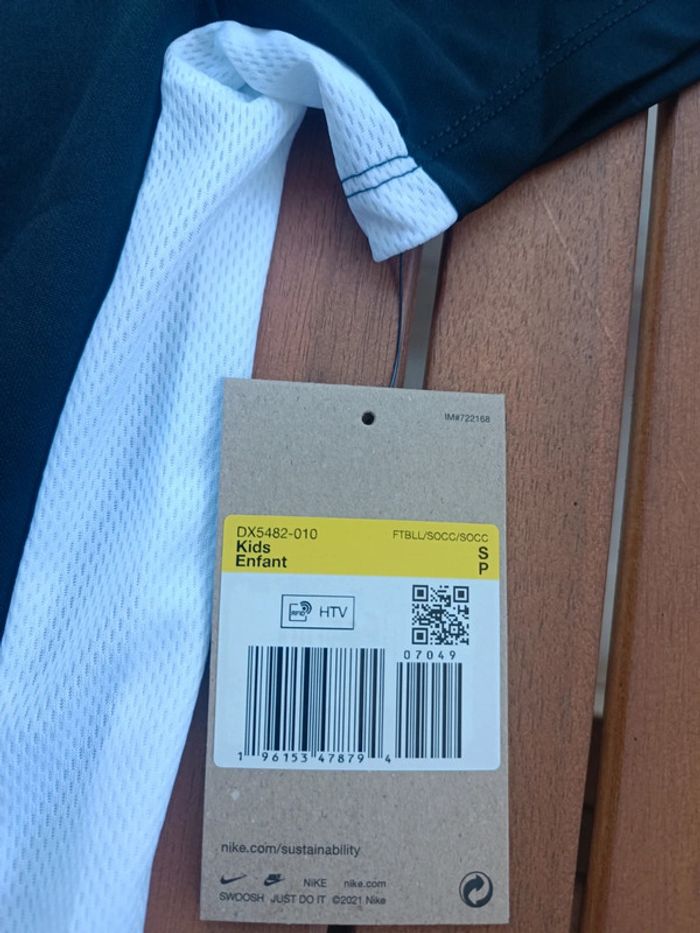 IM#722168
DX5482-010 FTBLL/SOCC/SOCC
Kids S
Enfant P
RFID HTV
07049
1 96153 47879 4
nike.com/sustainability
NIKE nike.com
SWOOSH JUST DO IT ©2021 Nike